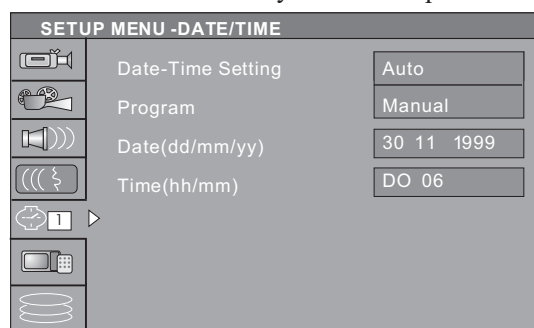 SETUP MENU -DATE/TIME
Date-Time Setting
Auto
Program
Manual
Date(dd/mm/yy)
30 11 1999
Time(hh/mm)
DO 06
1